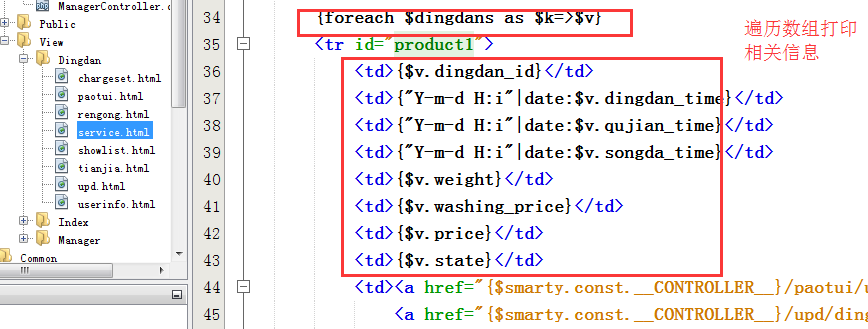 ManagerController.
Public
View
Dingdan
chargeset.html
paotui.html
rengong.html
service.html
showlist.html
tianjia.html
upd.html
userinfo.html
Index
Manager
Common
34 {foreach $dingdans as $k=>$v}
35 <tr id="product1">
36 <td>{$v.dingdan_id}</td>
37 <td>{"Y-m-d H:i"|date:$v.dingdan_time}</td>
38 <td>{"Y-m-d H:i"|date:$v.qujian_time}</td>
39 <td>{"Y-m-d H:i"|date:$v.songda_time}</td>
40 <td>{$v.weight}</td>
41 <td>{$v.washing_price}</td>
42 <td>{$v.price}</td>
43 <td>{$v.state}</td>
44 <td><a href="{$smarty.const.__CONTROLLER__}/paotui/u
45 <a href="{$smarty.const.__CONTROLLER__}/upd/ding
遍历数组打印
相关信息